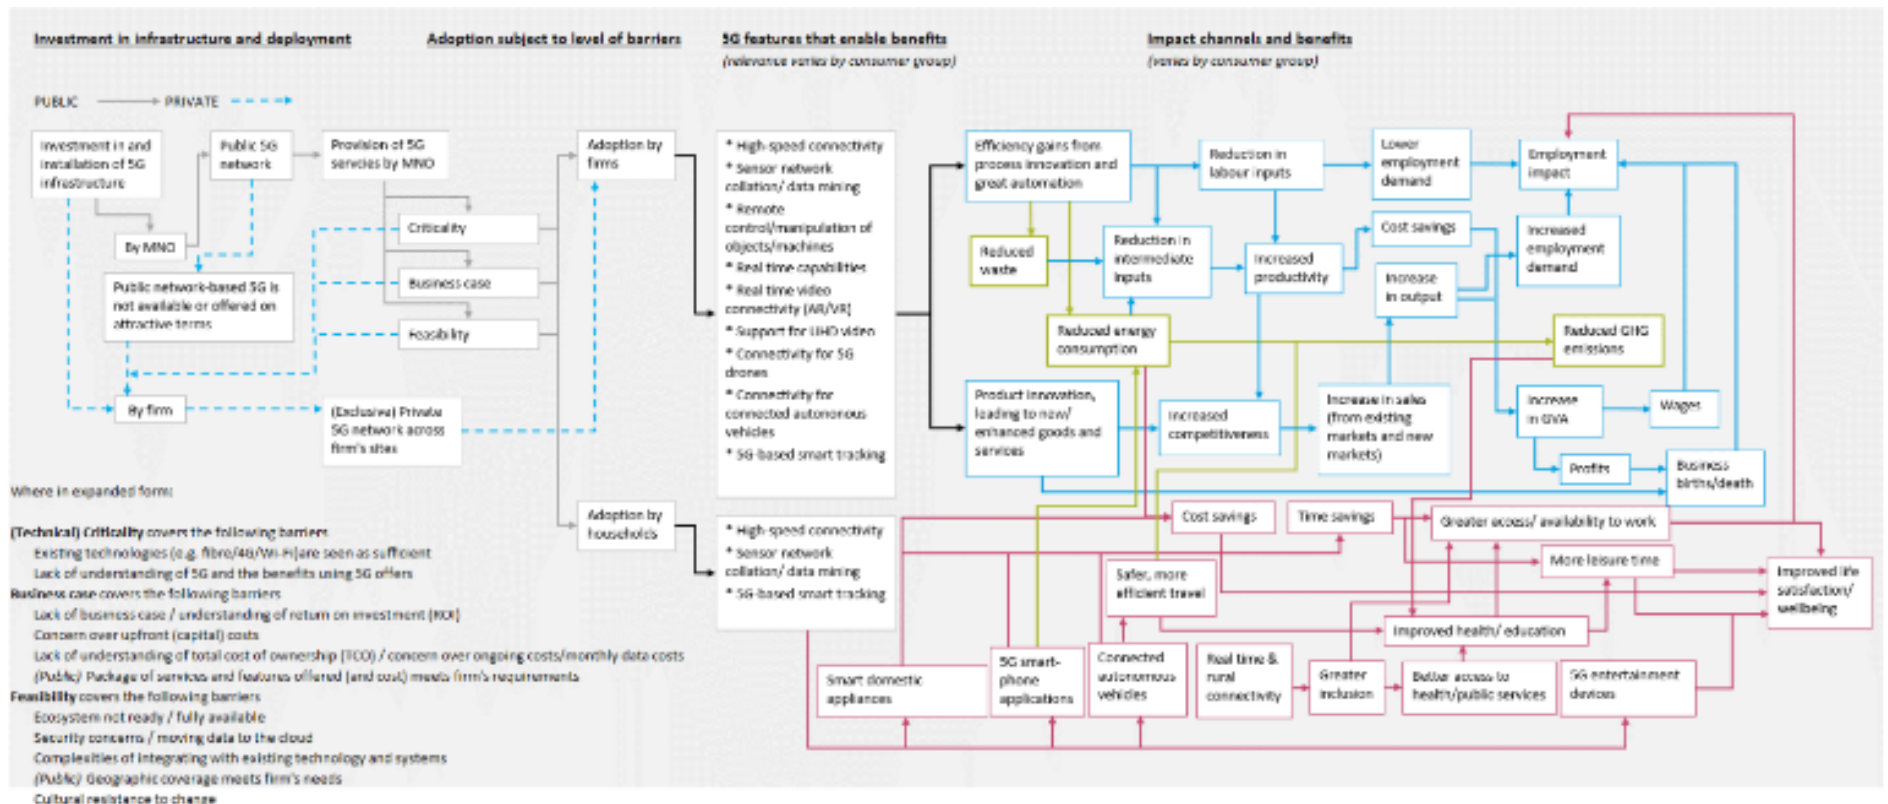 Investment in infrastructure and deployment
Adoption subject to level of barriers
5G features that enable benefits
(relevance varies by consumer group)
Impact channels and benefits
(varies by consumer group)
PUBLIC
PRIVATE
Investment in and
installation of 5G
infrastructure
Public 5G
network
Provision of 5G
servcies by MNO
By MNO
Public network-based 5G is
not available or offered on
attractive terms
By firm
(Exclusive) Private
5G network across
firm's sites
Criticality
Business case
Feasibility
Adoption by
firms
Adoption by
households
* High-speed connectivity
* Sensor network
collation/ data mining
* Remote
control/manipulation of
objects/machines
* Real time capabilities
* Real time video
connectivity (AR/VR)
* Support for UHD video
* Connectivity for 5G
drones
* Connectivity for
connected autononous
vehicles
* 5G-based smart tracking
* High-speed connectivity
* Sensor network
collation/ data mining
* 5G-based smart tracking
Efficiency gains from
process innovation and
great automation
Reduction in
labour inputs
Lower
employment
demand
Employment
impact
Reduced
waste
Reduction in
intermediate
inputs
Increased
productivity
Cost savings
Increase
in output
Increased
employment
demand
Reduced energy
consumption
Reduced GHG
emissions
Product innovation,
leading to new/
enhanced goods and
services
Increased
competitiveness
Increase in sales
(from existing
markets and new
markets)
Increase
in GVA
Wages
Profits
Business
births/death
Cost savings
Time savings
Greater access/ availability to work
More leisure time
Safer, more
efficient travel
Improved life
satisfaction/
wellbeing
Improved health/ education
Smart domestic
appliances
5G smart-
phone
applications
Connected
autonomous
vehicles
Real time &
rural
connectivity
Greater
inclusion
Better access to
health/public services
5G entertainment
devices
Where in expanded form:
(Technical) Criticality covers the following barriers
Existing technologies (e.g. fibre/4G/Wi-Fi)are seen as sufficient
Lack of understanding of 5G and the benefits using 5G offers
Business case covers the following barriers
Lack of business case / understanding of return on investment (ROI)
Concern over upfront (capital) costs
Lack of understanding of total cost of ownership (TCO) / concern over ongoing costs/monthly data costs
(Public) Package of services and features offered (and cost) meets firm's requirements
Feasibility covers the following barriers
Ecosystem not ready / fully available
Security concerns / moving data to the cloud
Complexities of integrating with existing technology and systems
(Public) Geographic coverage meets firm's needs
Cultural resistance to change